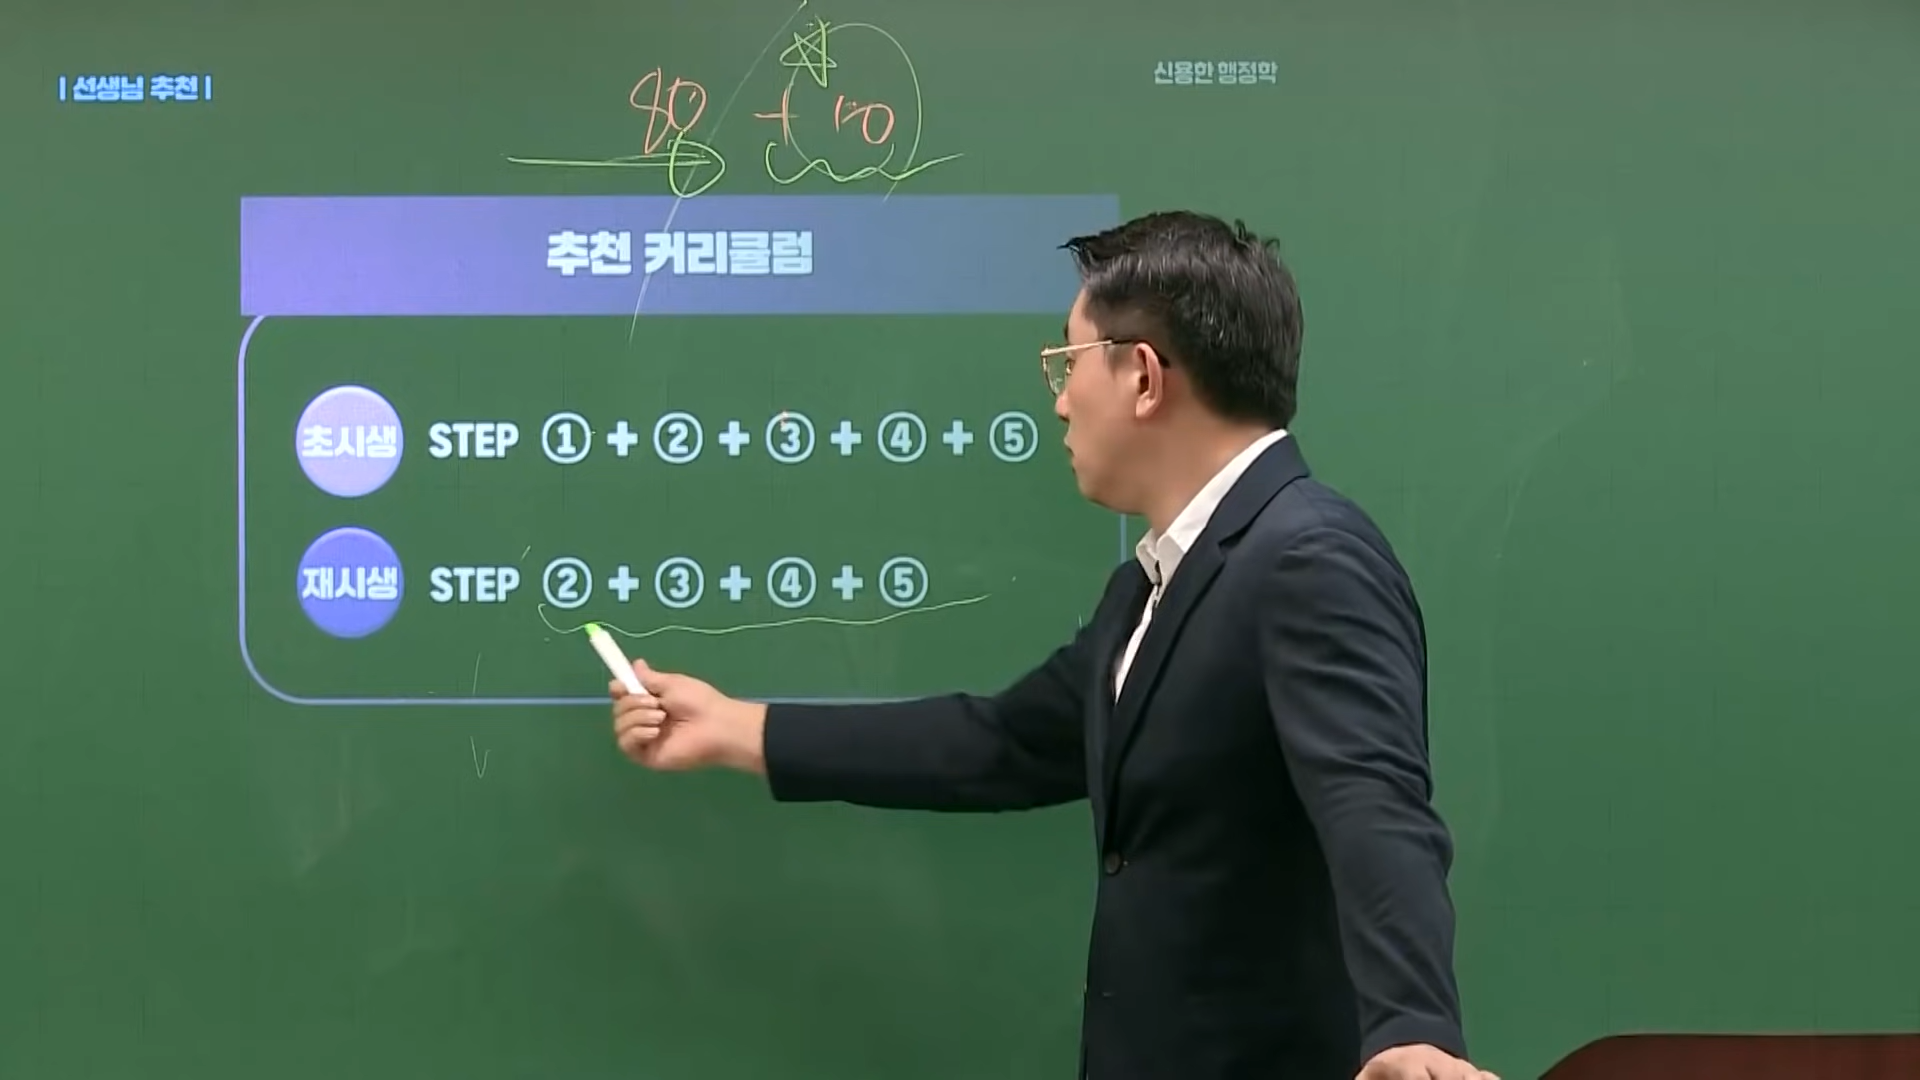 | 선생님 추천 |
신용한 행정학
80 + 10
추천 커리큘럼
초시생 STEP ① + ② + ③ + ④ + ⑤
재시생 STEP ② + ③ + ④ + ⑤